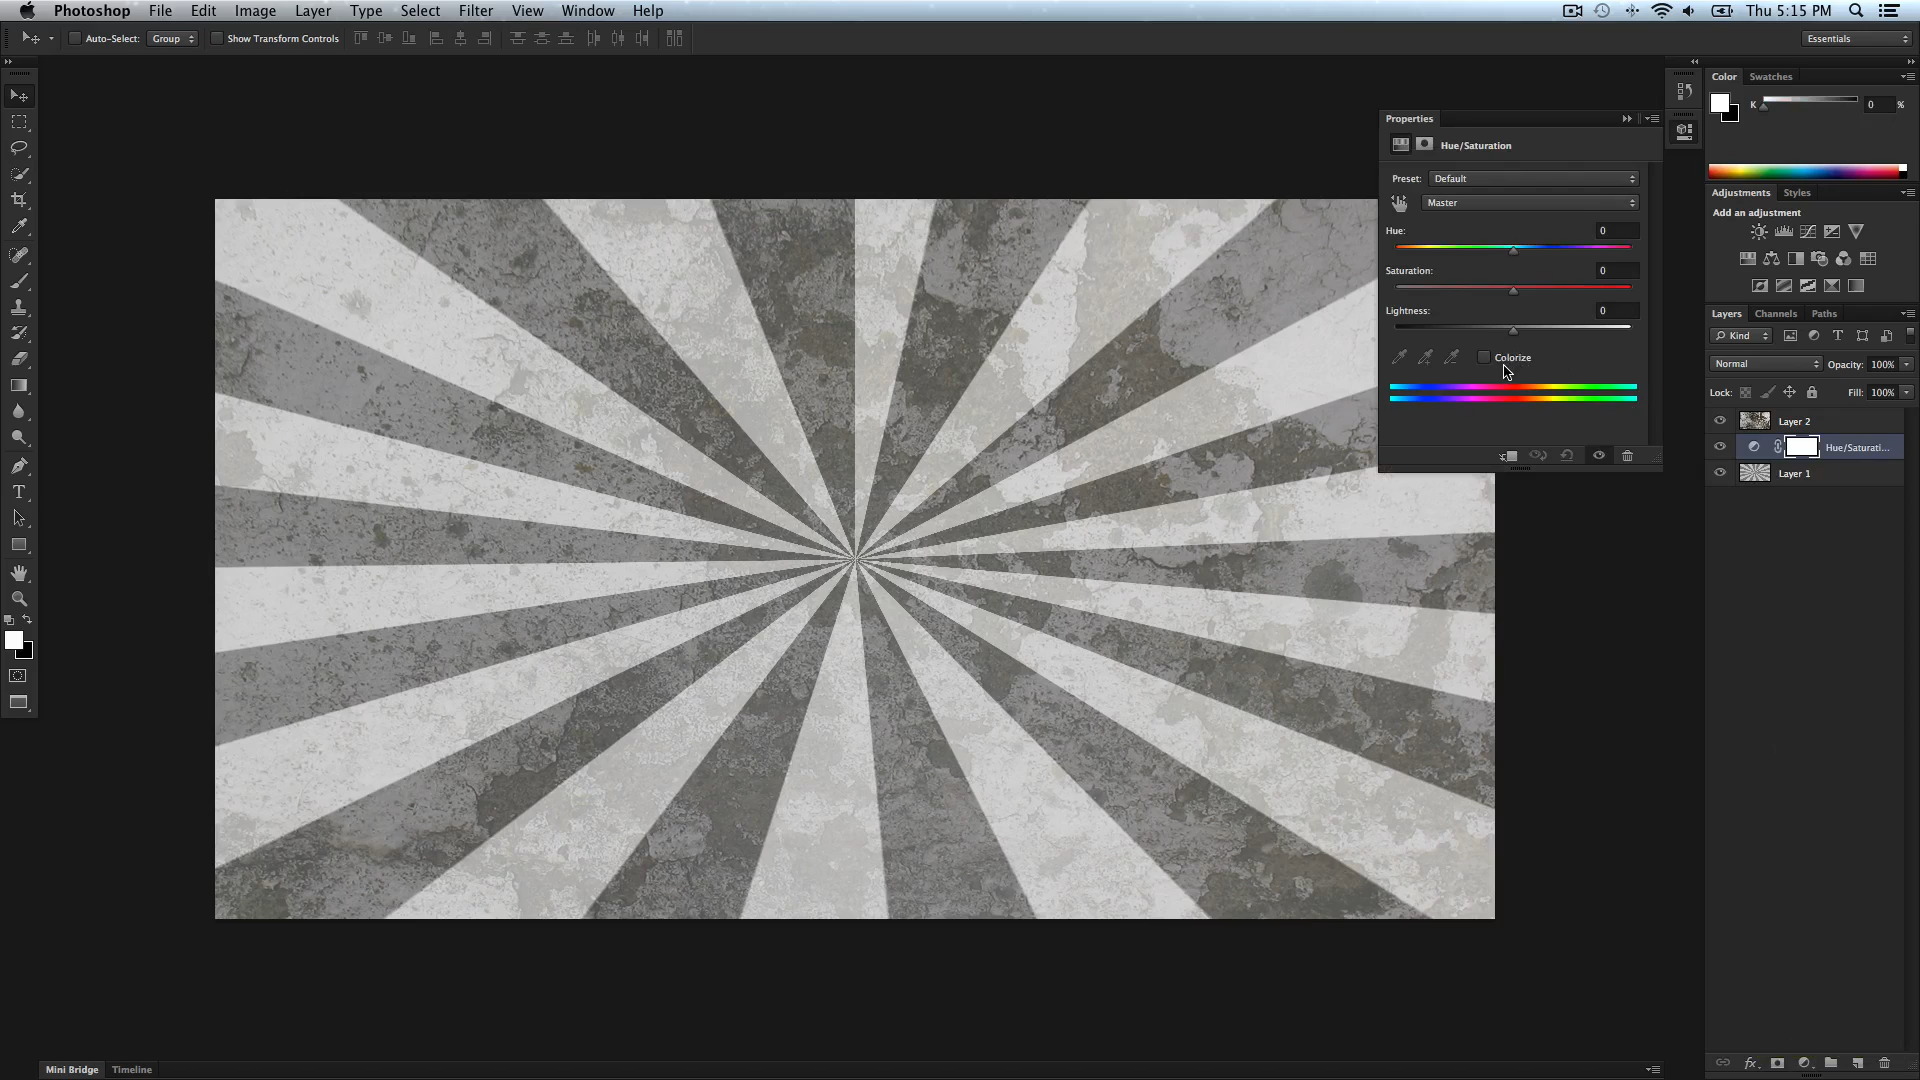 Photoshop File Edit Image Layer Type Select Filter View Window Help Thu 5:15 PM
Auto-Select: Group Show Transform Controls Essentials
Color Swatches
K 0 %
Properties
Hue/Saturation
Preset: Default
Master
Hue: 0
Saturation: 0
Lightness: 0
Colorize
Adjustments Styles
Add an adjustment
Layers Channels Paths
Kind
Normal Opacity: 100%
Lock: Fill: 100%
Layer 2
Hue/Saturati...
Layer 1
Mini Bridge Timeline